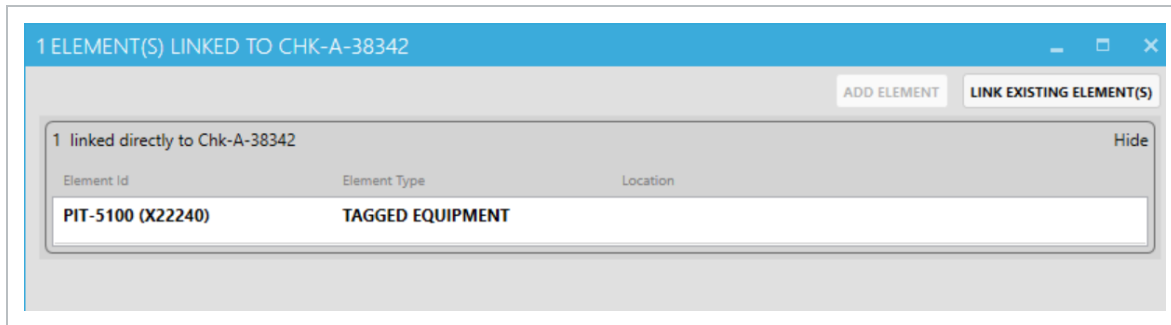 1 ELEMENT(S) LINKED TO CHK-A-38342
ADD ELEMENT LINK EXISTING ELEMENT(S)
1 linked directly to Chk-A-38342 Hide
Element Id Element Type Location
PIT-5100 (X22240) TAGGED EQUIPMENT